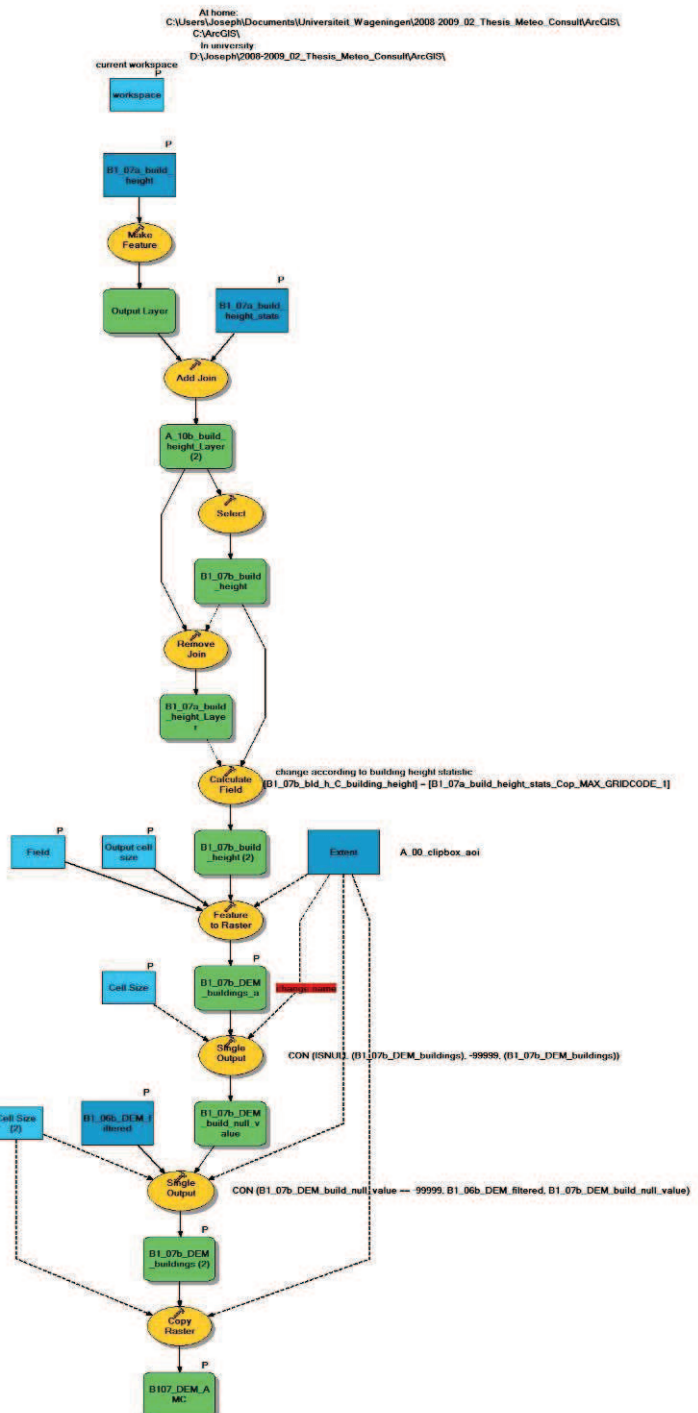 At home:
C:\Users\Joseph\Documents\Universiteit_Wageningen\2008-2009_02_Thesis_Meteo_Consult\ArcGIS\
C:\ArcGIS\
In university
D:\Joseph\2008-2009_02_Thesis_Meteo_Consult\ArcGIS\
current workspace
P
workspace
P
B1_07a_build_
height
Make
Feature
P
Output Layer
B1_07a_build_
height_stats
Add Join
A_10b_build_
height_Layer
(2)
Select
B1_07b_build
_height
Remove
Join
B1_07a_build
_height_Laye
r
change according to building height statistic
Calculate
Field
[B1_07b_bld_h_C_building_height] = [B1_07a_build_height_stats_Cop_MAX_GRIDCODE_1]
P
Field
P
Output cell
size
B1_07b_build
_height (2)
Extent
A_00_clipbox_aoi
Feature
to Raster
P
P
Cell Size
B1_07b_DEM
_buildings_a
change name
Single
Output
CON (ISNULL (B1_07b_DEM_buildings), -99999, (B1_07b_DEM_buildings))
P
Cell Size
(2)
B1_06b_DEM_f
iltered
B1_07b_DEM
_build_null_v
alue
Single
Output
CON (B1_07b_DEM_build_null_value == -99999, B1_06b_DEM_filtered, B1_07b_DEM_build_null_value)
P
B1_07b_DEM
_buildings (2)
Copy
Raster
P
B107_DEM_A
MC